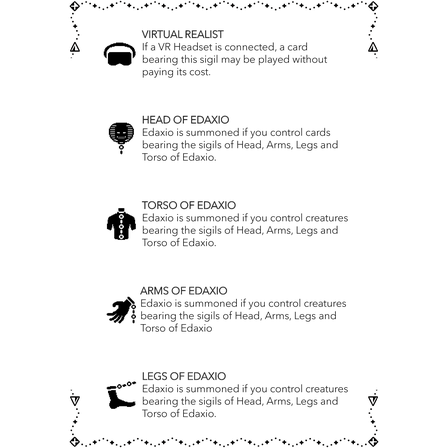 VIRTUAL REALIST
If a VR Headset is connected, a card
bearing this sigil may be played without
paying its cost.
HEAD OF EDAXIO
Edaxio is summoned if you control cards
bearing the sigils of Head, Arms, Legs and
Torso of Edaxio.
TORSO OF EDAXIO
Edaxio is summoned if you control creatures
bearing the sigils of Head, Arms, Legs and
Torso of Edaxio.
ARMS OF EDAXIO
Edaxio is summoned if you control creatures
bearing the sigils of Head, Arms, Legs and
Torso of Edaxio
LEGS OF EDAXIO
Edaxio is summoned if you control creatures
bearing the sigils of Head, Arms, Legs and
Torso of Edaxio.